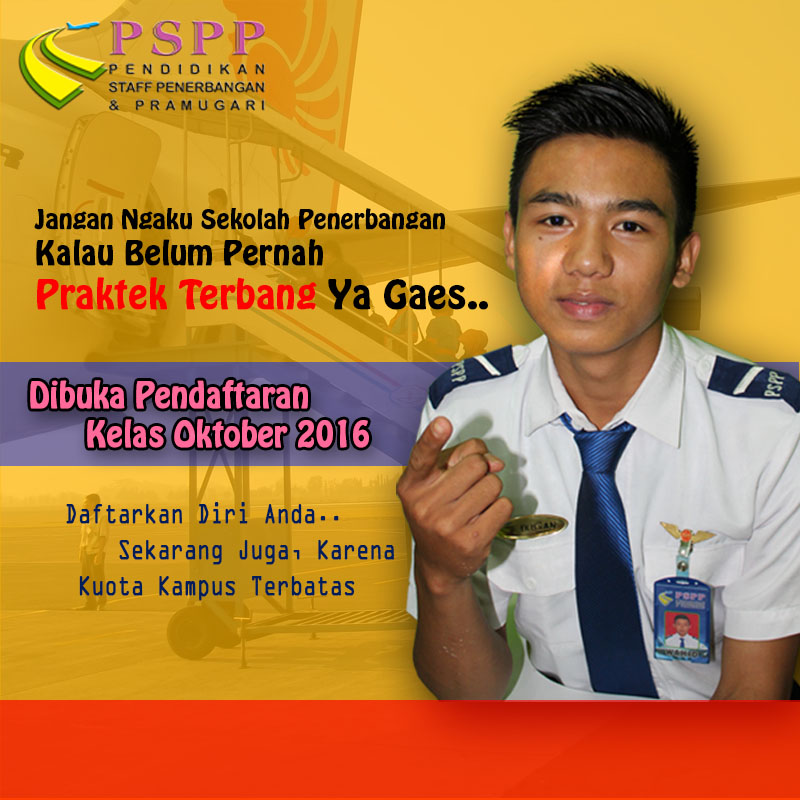 PSPP
PENDIDIKAN
STAFF PENERBANGAN
& PRAMUGARI
Jangan Ngaku Sekolah Penerbangan
Kalau Belum Pernah
Praktek Terbang Ya Gaes..
Dibuka Pendaftaran
Kelas Oktober 2016
Daftarkan Diri Anda..
Sekarang Juga, Karena
Kuota Kampus Terbatas
PSPP
PSPP
PSPP